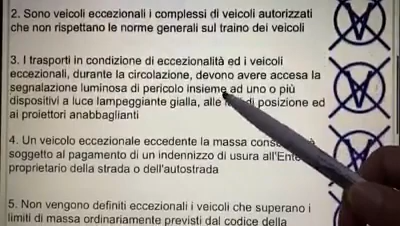 2. Sono veicoli eccezionali i complessi di veicoli autorizzati
che non rispettano le norme generali sul traino dei veicoli
V
3. I trasporti in condizione di eccezionalità ed i veicoli
eccezionali, durante la circolazione, devono avere accesa la
segnalazione luminosa di pericolo insieme ad uno o più
dispositivi a luce lampeggiante gialla, alle di posizione ed
ai proiettori anabbaglianti
V
4. Un veicolo eccezionale eccedente la massa
soggetto al pagamento di un indennizzo di usura all'Ente
proprietario della strada o dell'autostrada
V
5. Non vengono definiti eccezionali i veicoli che superano i
limiti di massa ordinariamente previsti dal codice della